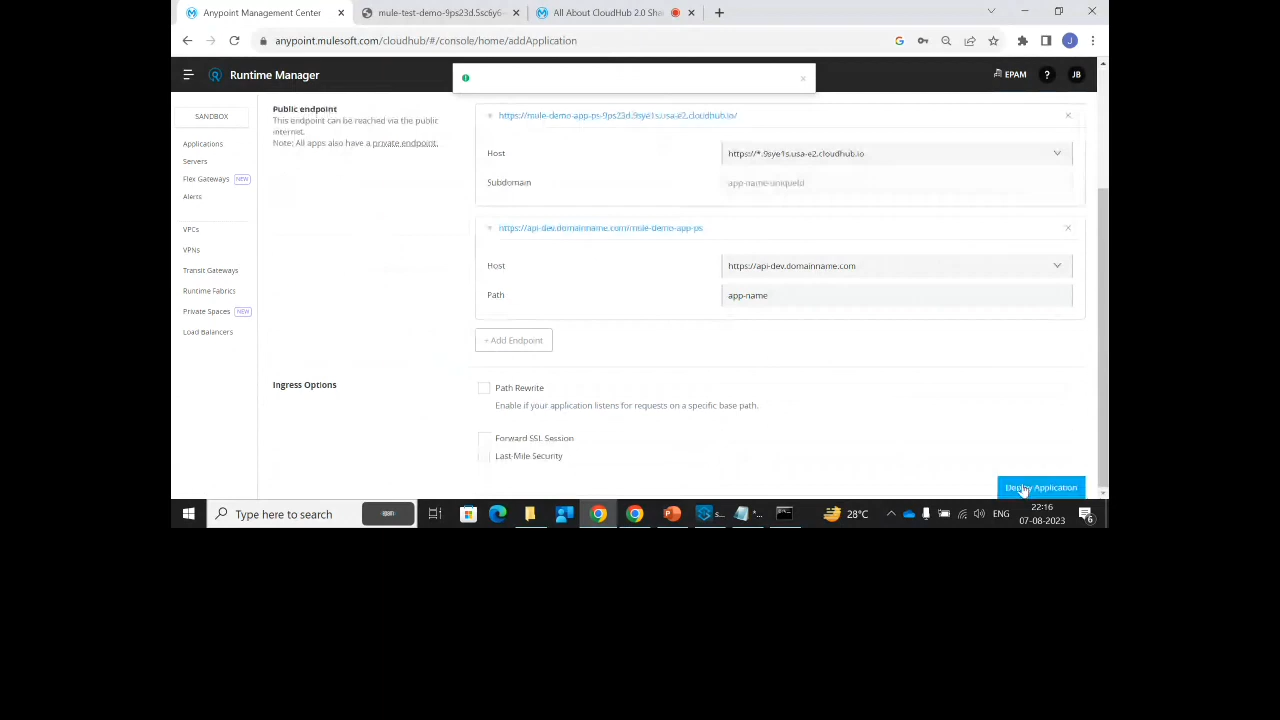 Anypoint Management Center
mule-test-demo-9ps23d.5sc6y6-
All About CloudHub 2.0 Sha
anypoint.mulesoft.com/cloudhub/#/console/home/addApplication
J
Runtime Manager
EPAM
?
JB
SANDBOX
Applications
Servers
Flex Gateways NEW
Alerts
VPCs
VPNs
Transit Gateways
Runtime Fabrics
Private Spaces NEW
Load Balancers
Public endpoint
This endpoint can be reached via the public
internet.
Note: All apps also have a private endpoint.
https://mule-demo-app-ps-9ps23d.9sye1s.usa-e2.cloudhub.io/
Host
https://*.9sye1s.usa-e2.cloudhub.io
Subdomain
app-name-uniqueId
https://api-dev.domainname.com/mule-demo-app-ps
Host
https://api-dev.domainname.com
Path
app-name
+ Add Endpoint
Ingress Options
Path Rewrite
Enable if your application listens for requests on a specific base path.
Forward SSL Session
Last-Mile Security
Deploy Application
Type here to search
s...
28°C
ENG
22:16
07-08-2023
6